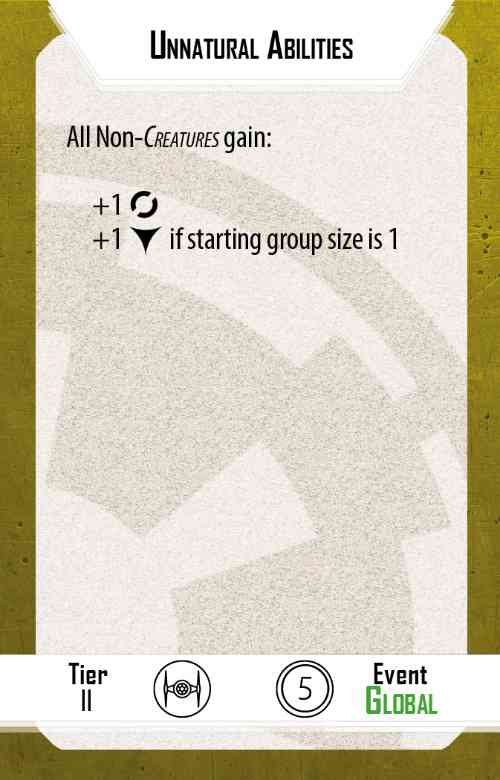 Unnatural Abilities
All Non-Creatures gain:
+1
+1 if starting group size is 1
Tier
II
5
Event
Global